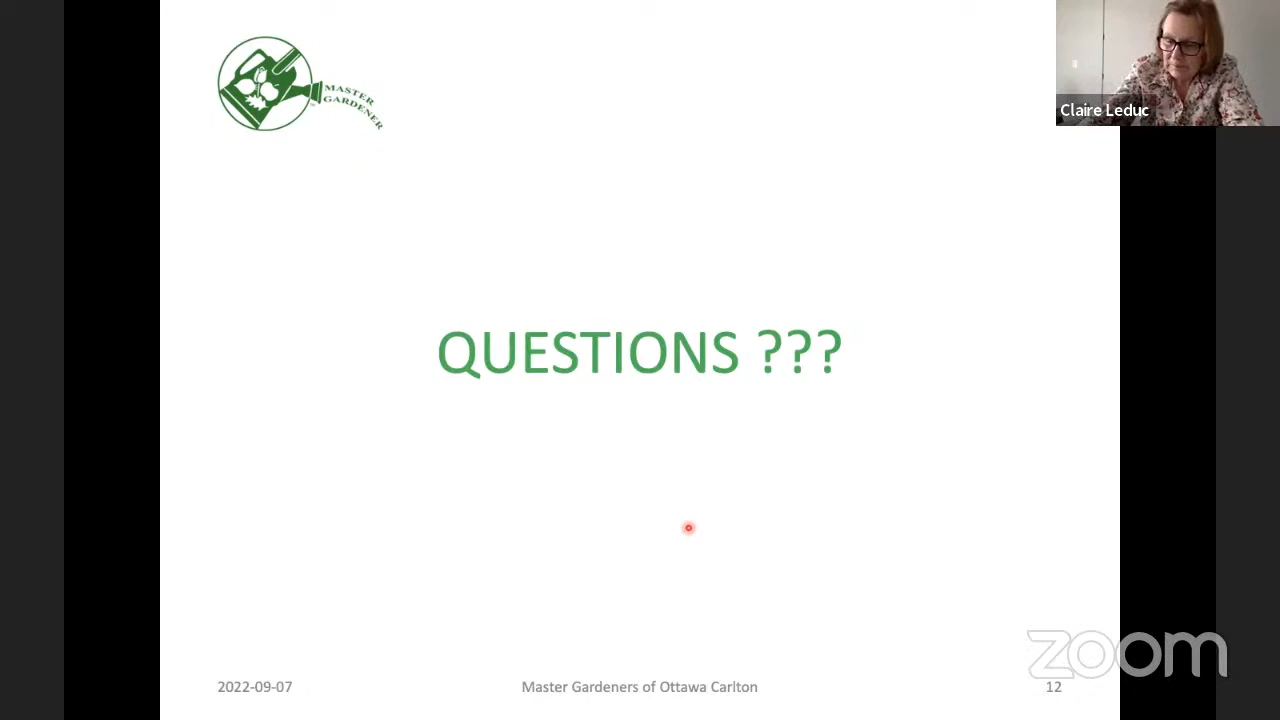 MASTER
GARDENER
Claire Leduc
QUESTIONS ???
zoom
2022-09-07
Master Gardeners of Ottawa Carlton
12